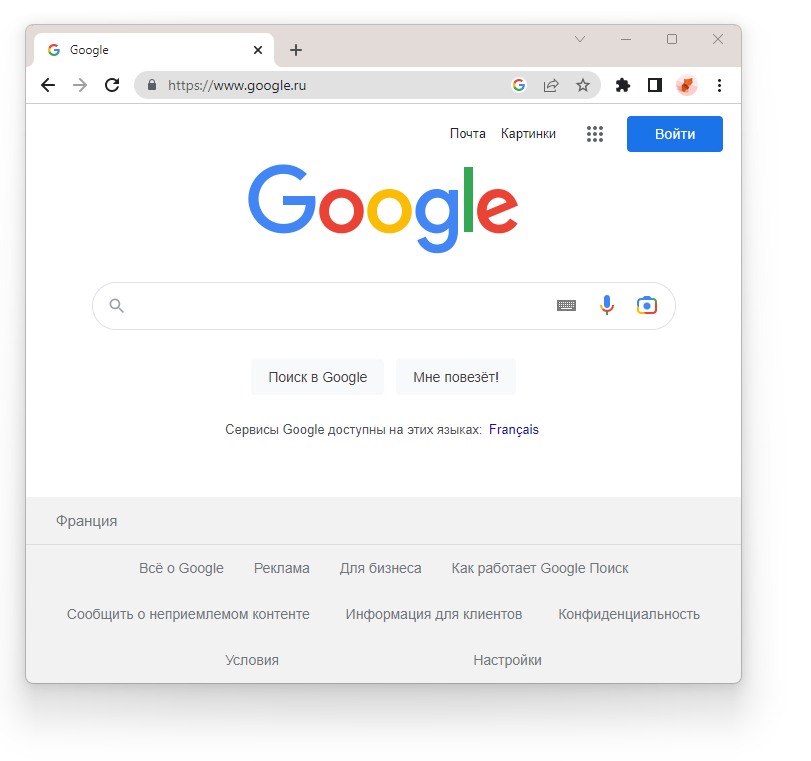 Google
https://www.google.ru
Почта Картинки Войти
Google
Поиск в Google Мне повезёт!
Сервисы Google доступны на этих языках: Français
Франция
Всё о Google Реклама Для бизнеса Как работает Google Поиск
Сообщить о неприемлемом контенте Информация для клиентов Конфиденциальность
Условия Настройки